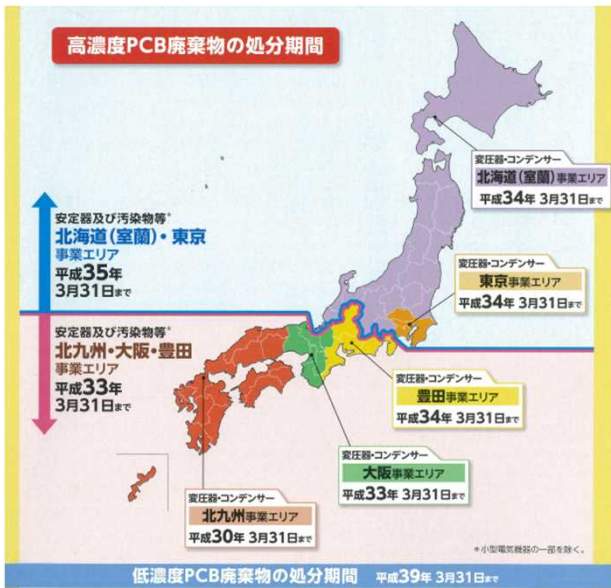 高濃度PCB廃棄物の処分期間
変圧器・コンデンサー
北海道(室蘭)事業エリア
平成34年 3月31日まで
安定器及び汚染物等*
北海道(室蘭)・東京
事業エリア
平成35年
3月31日まで
変圧器・コンデンサー
東京事業エリア
平成34年 3月31日まで
安定器及び汚染物等*
北九州・大阪・豊田
事業エリア
平成33年
3月31日まで
変圧器・コンデンサー
豊田事業エリア
平成34年 3月31日まで
変圧器・コンデンサー
大阪事業エリア
平成33年 3月31日まで
変圧器・コンデンサー
北九州事業エリア
平成30年 3月31日まで
*小型電気機器の一部を除く。
低濃度PCB廃棄物の処分期間 平成39年 3月31日まで